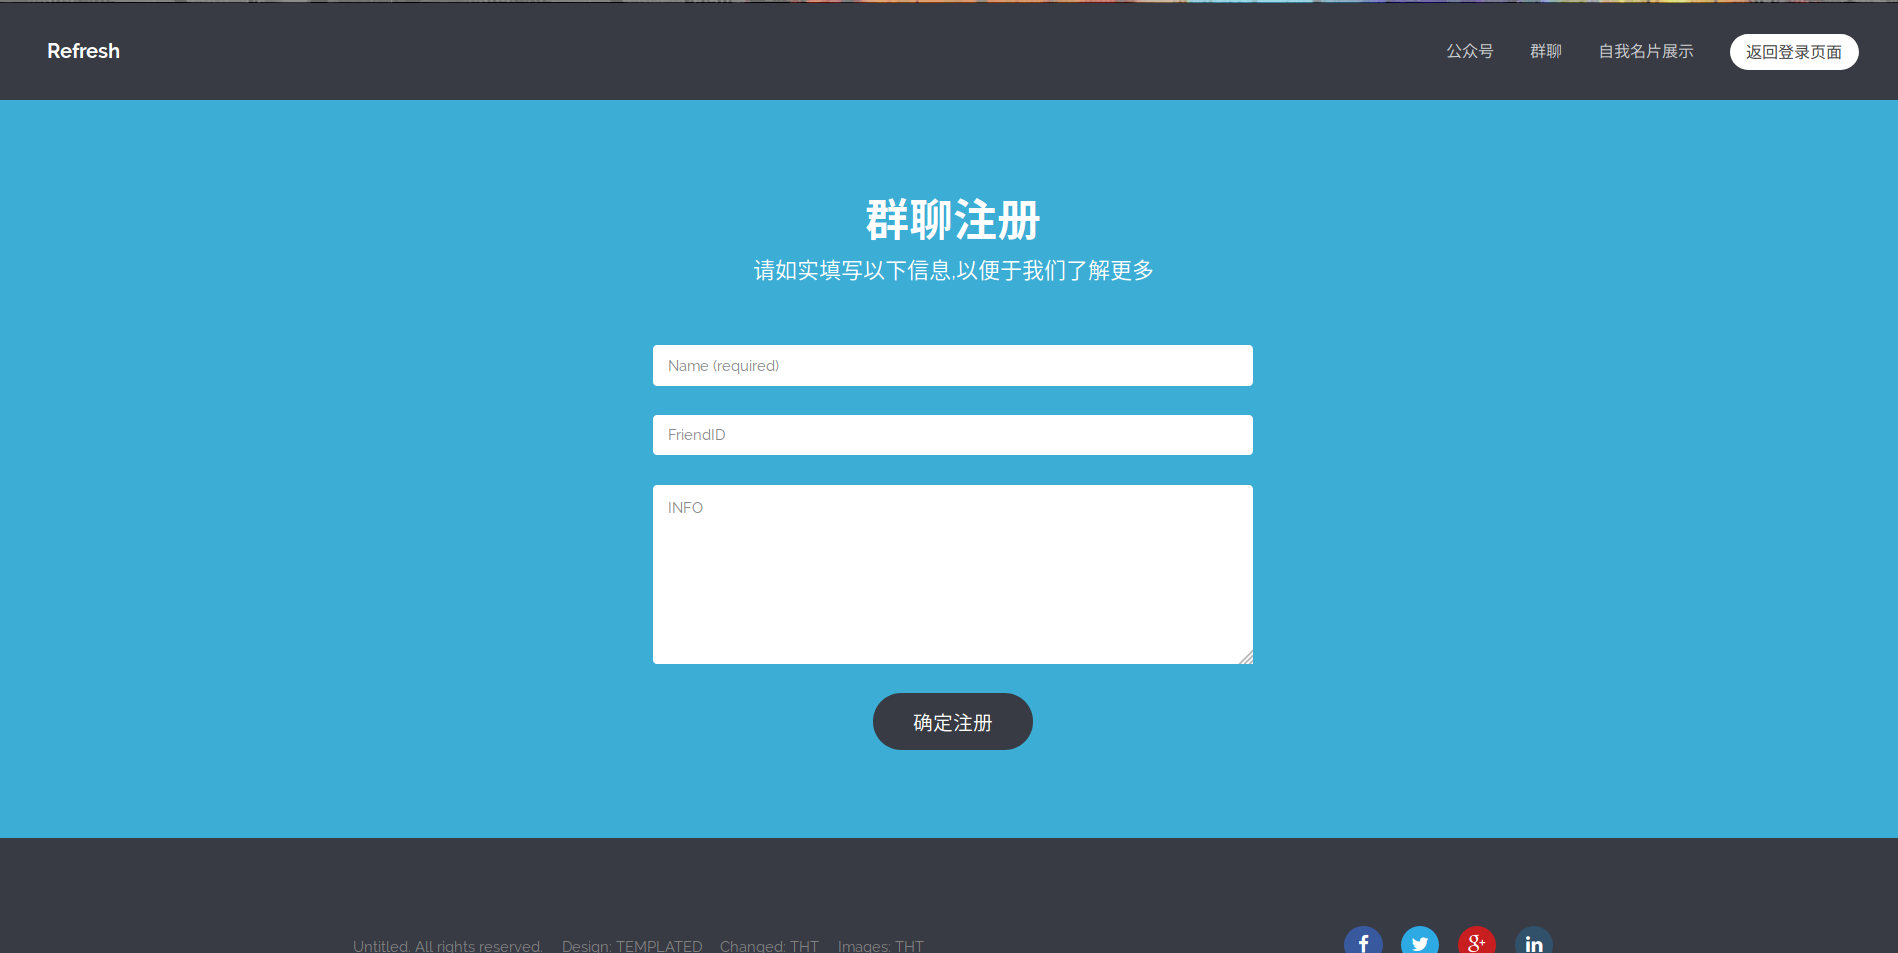 Refresh
公众号 群聊 自我名片展示 返回登录页面
群聊注册
请如实填写以下信息,以便于我们了解更多
Name (required)
FriendID
INFO
确定注册
Untitled. All rights reserved. Design: TEMPLATED Changed: THT Images: THT
f g+ in